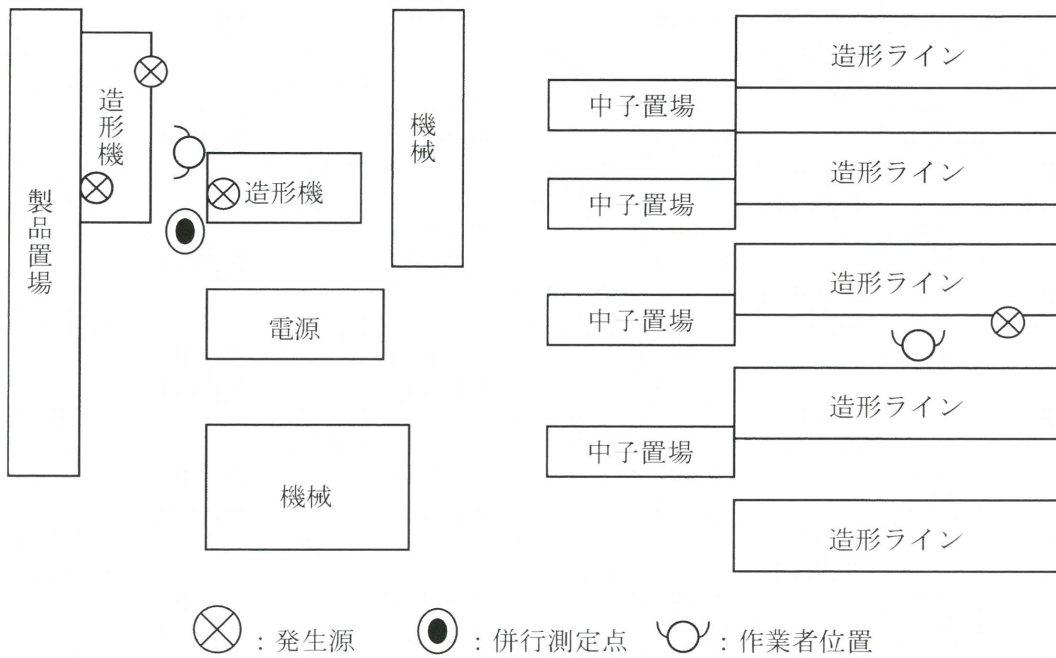 製品置場
造形機
造形機
機械
電源
機械
中子置場
中子置場
中子置場
中子置場
造形ライン
造形ライン
造形ライン
造形ライン
造形ライン
：発生源
：併行測定点
：作業者位置